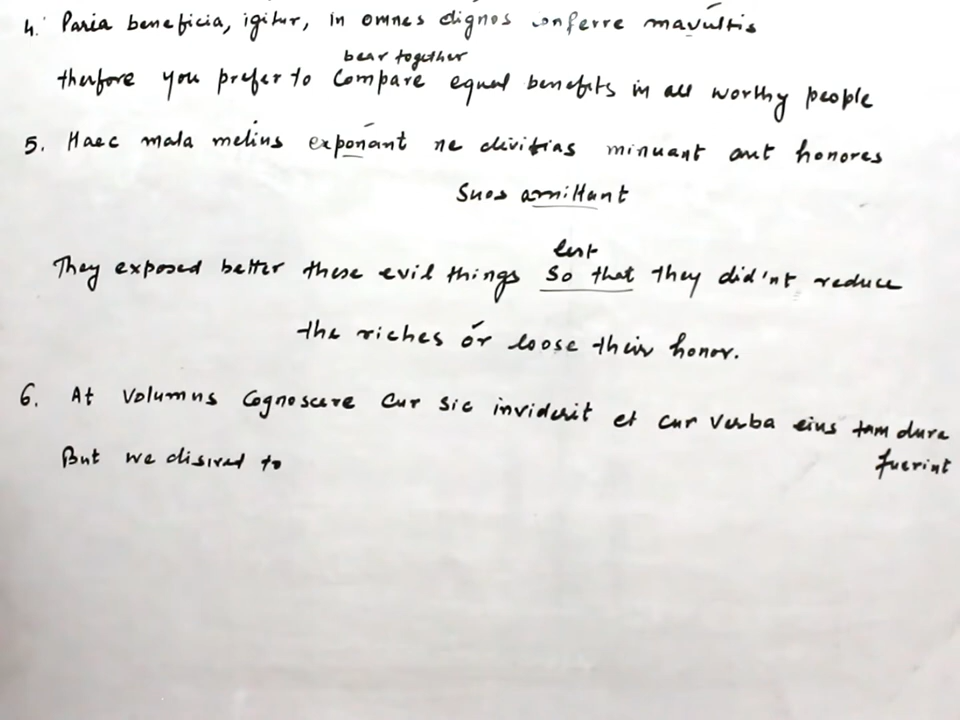 4. Paria beneficia, igitur, in omnes dignos conferre mavultis
bear together
therfore you prefer to Compare equal benefits in all worthy people
5. Haec mala melius exponant ne divitias minuant aut honores
Suos amittant
lest
They exposed better these evil things So that they did'nt reduce
the riches or loose their honor.
6. At Volumus Cognoscere Cur sic inviderit et cur Verba eius tam dura
fuerint
But we disired to